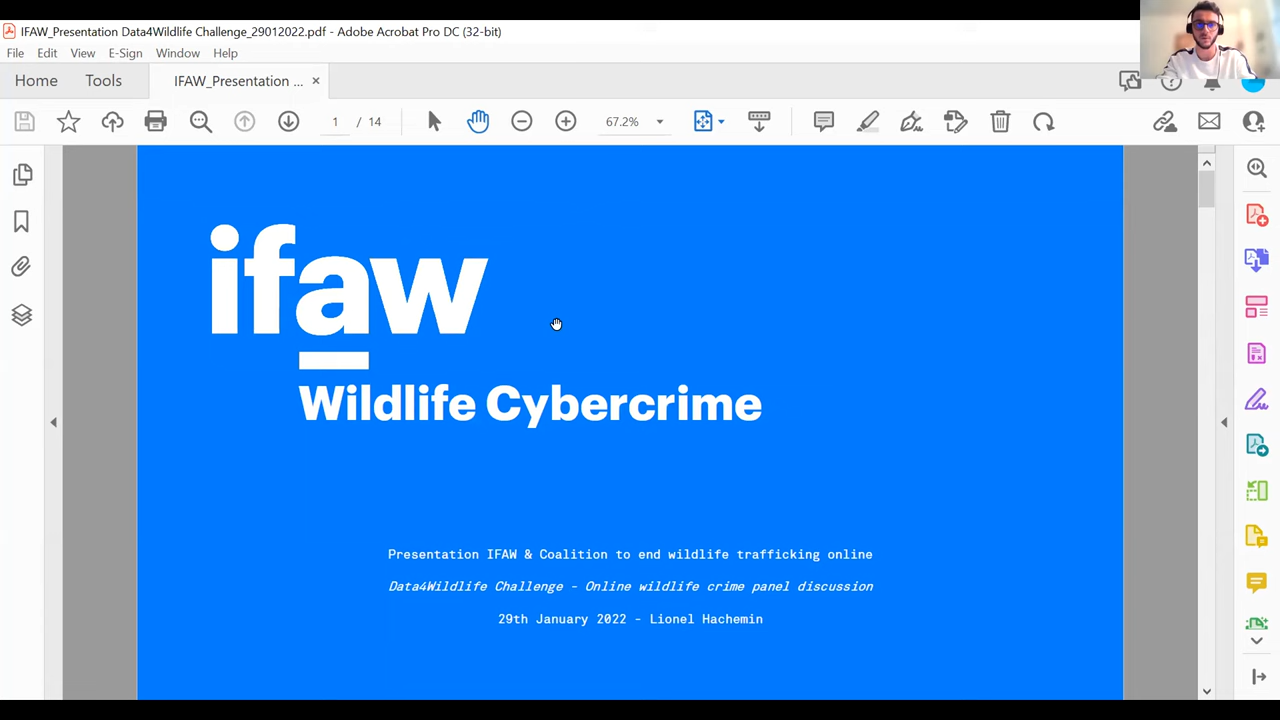 IFAW_Presentation Data4Wildlife Challenge_29012022.pdf - Adobe Acrobat Pro DC (32-bit)
File Edit View E-Sign Window Help
Home Tools IFAW_Presentation ... ×
1 / 14 67.2%
ifaw
Wildlife Cybercrime
Presentation IFAW & Coalition to end wildlife trafficking online
Data4Wildlife Challenge - Online wildlife crime panel discussion
29th January 2022 - Lionel Hachemin